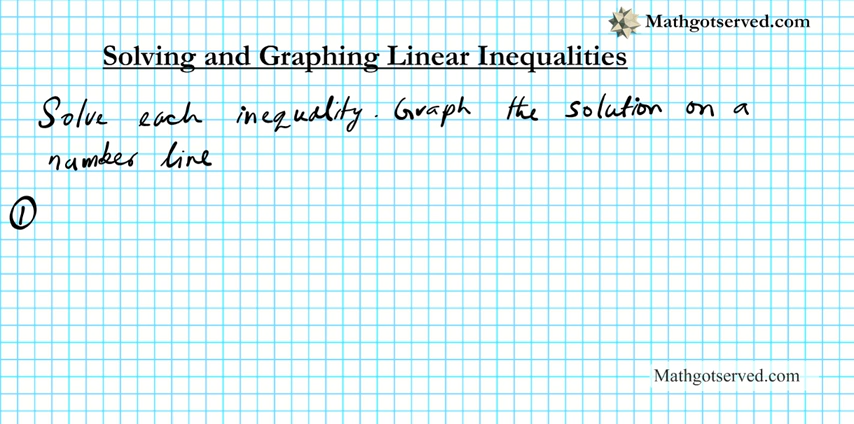 Mathgotserved.com
Solving and Graphing Linear Inequalities
Solve each inequality. Graph the solution on a
number line
①
Mathgotserved.com